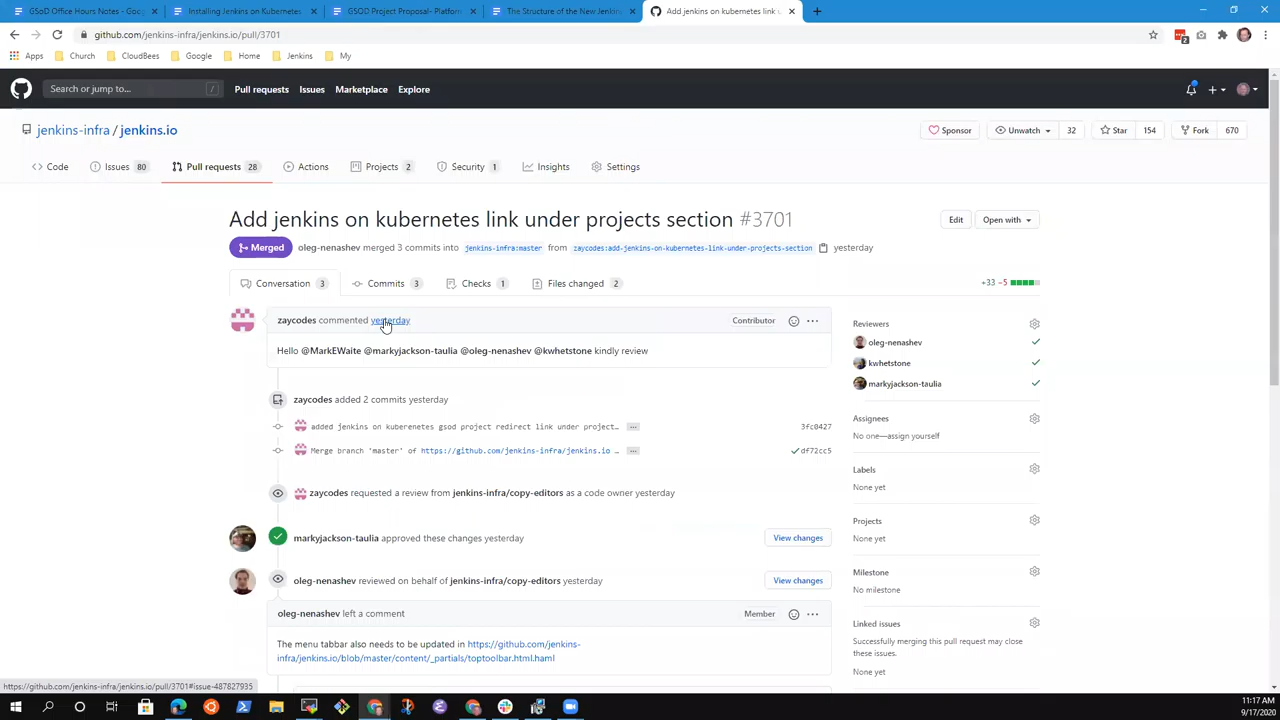 GSoD Office Hours Notes - Goo
Installing Jenkins on Kubernetes
GSOD Project Proposal- Platform
The Structure of the New Jenkins
Add jenkins on kubernetes link u
github.com/jenkins-infra/jenkins.io/pull/3701
2
Apps
Church
CloudBees
Google
Home
Jenkins
My
Search or jump to...
/
Pull requests
Issues
Marketplace
Explore
jenkins-infra / jenkins.io
Sponsor
Unwatch
32
Star
154
Fork
670
Code
Issues 80
Pull requests 28
Actions
Projects 2
Security 1
Insights
Settings
Add jenkins on kubernetes link under projects section #3701
Edit
Open with
Merged
oleg-nenashev merged 3 commits into jenkins-infra:master from zaycodes:add-jenkins-on-kubernetes-link-under-projects-section yesterday
Conversation 3
Commits 3
Checks 1
Files changed 2
+33 −5
zaycodes commented yesterday
Contributor
Hello @MarkEWaite @markyjackson-taulia @oleg-nenashev @kwhetstone kindly review
zaycodes added 2 commits yesterday
added jenkins on kuberenetes gsod project redirect link under project…
3fc0427
Merge branch 'master' of https://github.com/jenkins-infra/jenkins.io …
df72cc5
zaycodes requested a review from jenkins-infra/copy-editors as a code owner yesterday
markyjackson-taulia approved these changes yesterday
View changes
oleg-nenashev reviewed on behalf of jenkins-infra/copy-editors yesterday
View changes
oleg-nenashev left a comment
Member
The menu tabbar also needs to be updated in https://github.com/jenkins-
infra/jenkins.io/blob/master/content/_partials/toptoolbar.html.haml
Reviewers
oleg-nenashev
kwhetstone
markyjackson-taulia
Assignees
No one—assign yourself
Labels
None yet
Projects
None yet
Milestone
No milestone
Linked issues
Successfully merging this pull request may close
these issues.
None yet
https://github.com/jenkins-infra/jenkins.io/pull/3701#issue-487827935
11:17 AM
9/17/2020